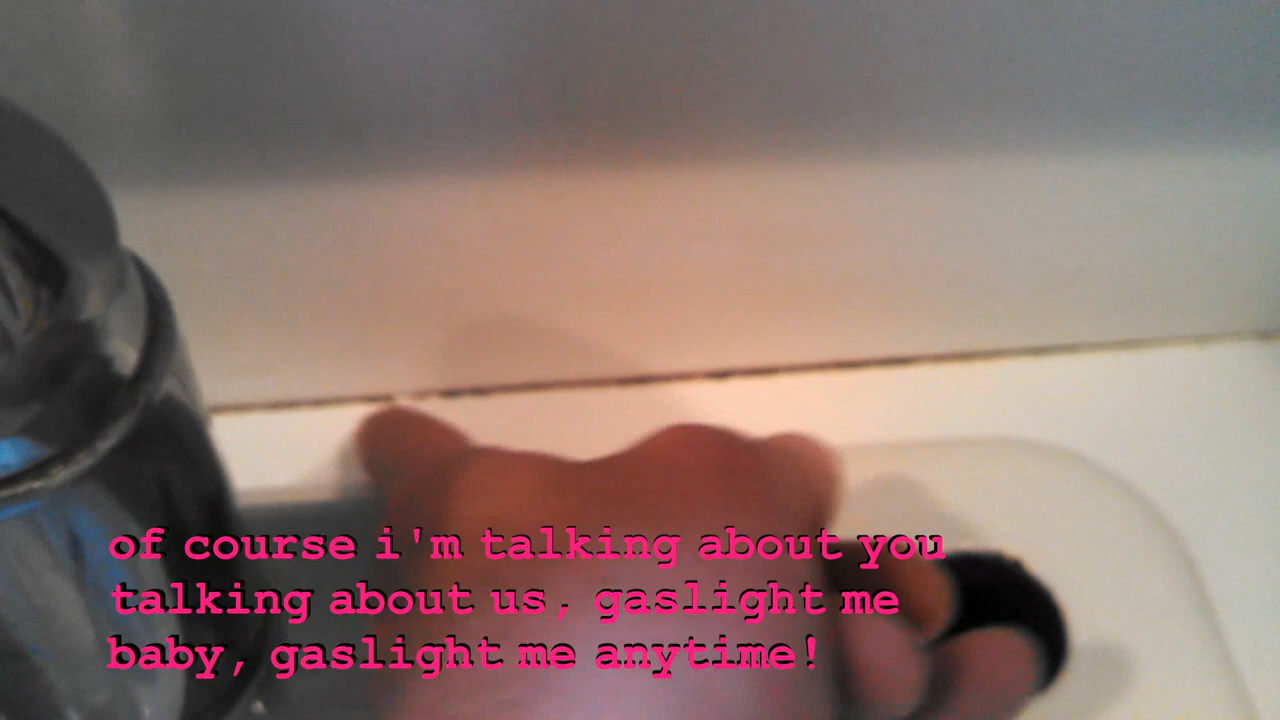 of course i'm talking about you
talking about us, gaslight me
baby, gaslight me anytime!